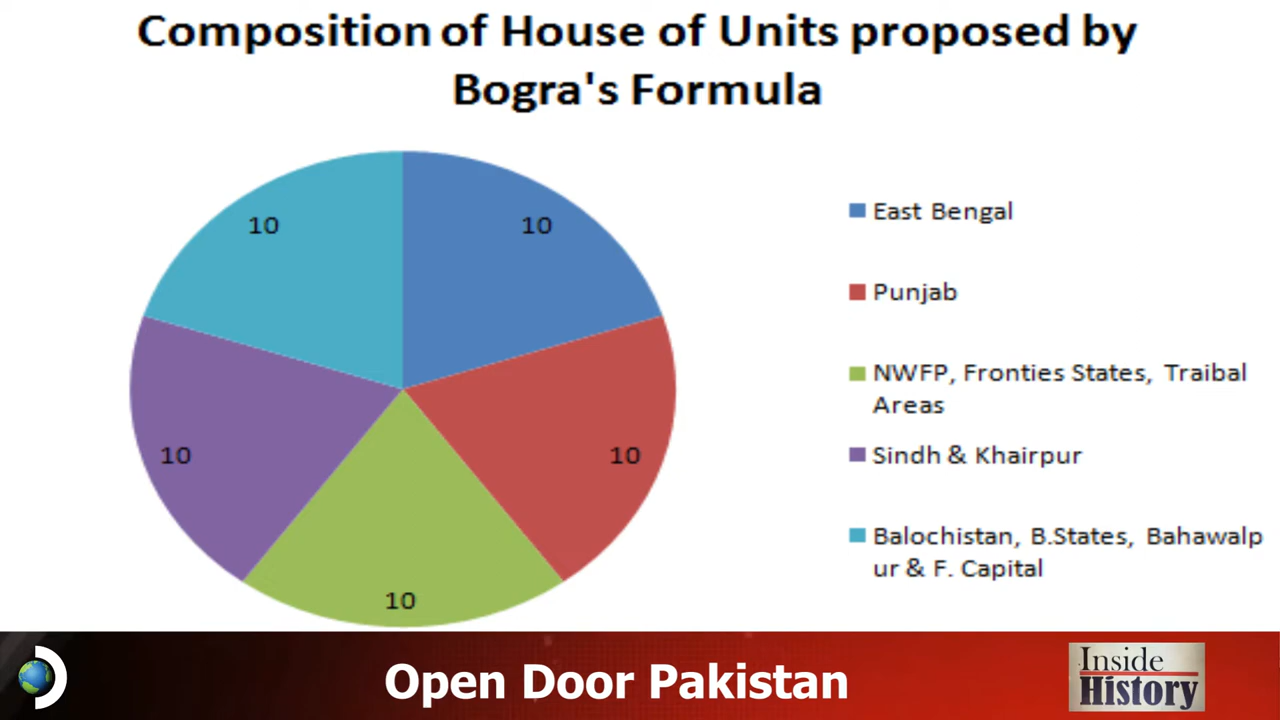 Composition of House of Units proposed by
Bogra's Formula
10
10
10
10
10
East Bengal
Punjab
NWFP, Fronties States, Traibal
Areas
Sindh & Khairpur
Balochistan, B.States, Bahawalp
ur & F. Capital
Open Door Pakistan
Inside
History